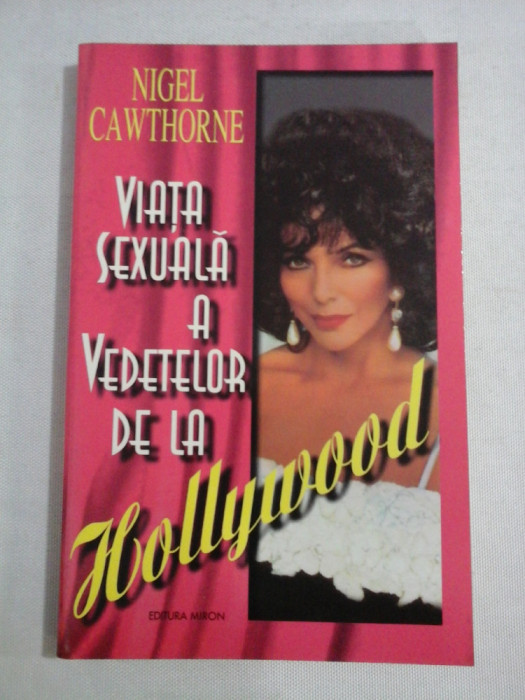 NIGEL
CAWTHORNE
VIAȚA
SEXUALĂ
A
VEDETELOR
DE LA
Hollywood
EDITURA MIRON